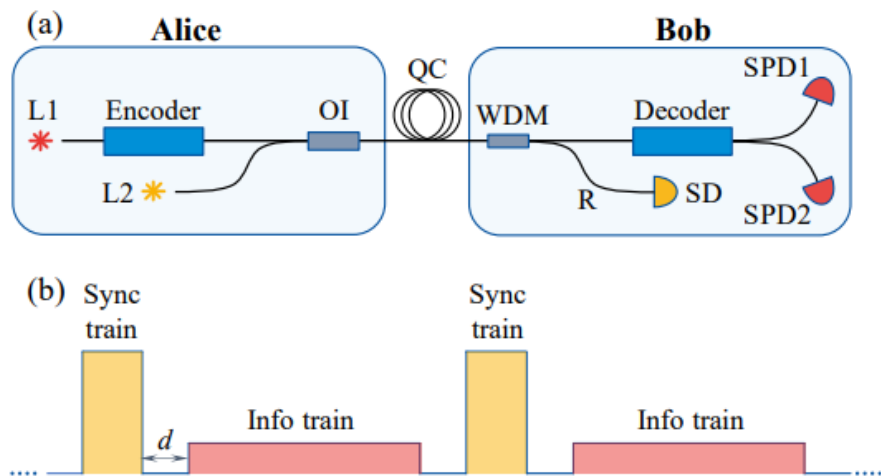 (a)
Alice
Bob
L1
Encoder
OI
QC
WDM
Decoder
SPD1
L2
R
SD
SPD2
(b)
Sync
train
d
Info train
Sync
train
Info train